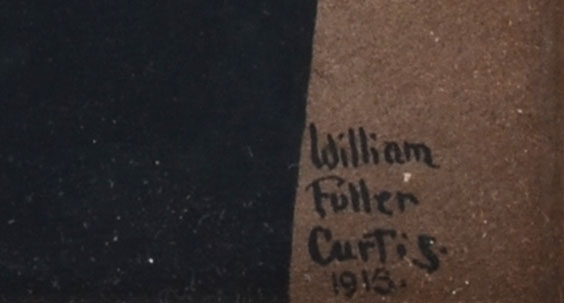 William
Fuller
Curtis.
1915.